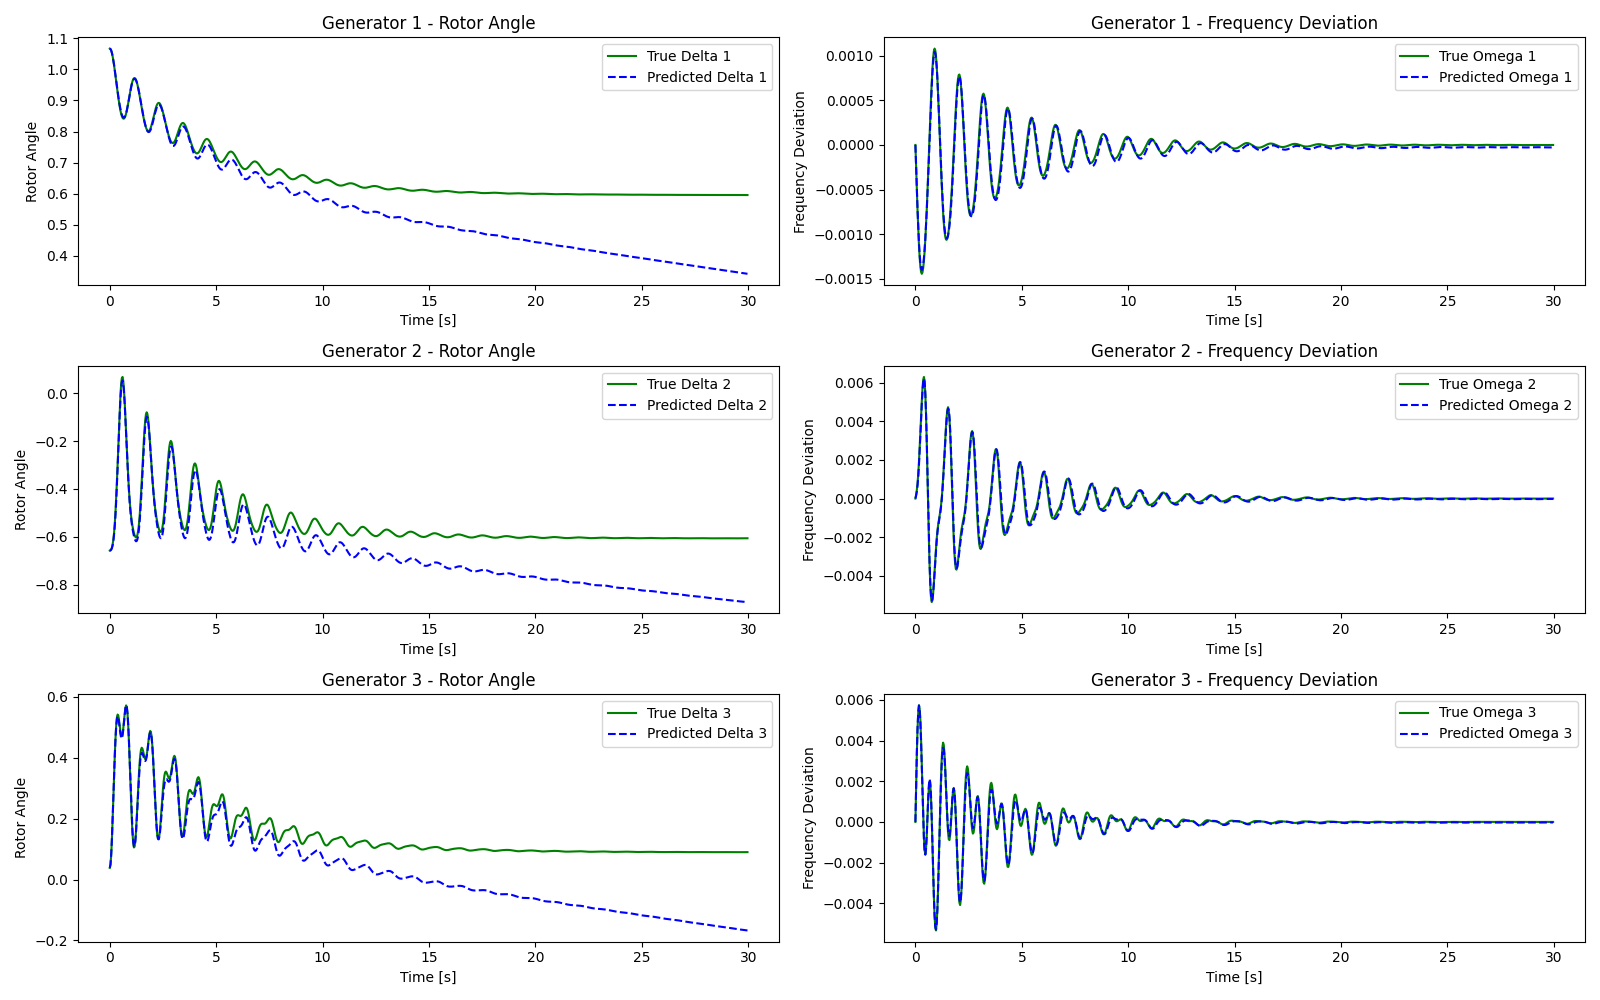 Generator 1 - Rotor Angle
Rotor Angle
1.1
1.0
0.9
0.8
0.7
0.6
0.5
0.4
True Delta 1
Predicted Delta 1
0 5 10 15 20 25 30
Time [s]
Generator 1 - Frequency Deviation
Frequency Deviation
0.0010
0.0005
0.0000
−0.0005
−0.0010
−0.0015
True Omega 1
Predicted Omega 1
0 5 10 15 20 25 30
Time [s]
Generator 2 - Rotor Angle
Rotor Angle
0.0
−0.2
−0.4
−0.6
−0.8
True Delta 2
Predicted Delta 2
0 5 10 15 20 25 30
Time [s]
Generator 2 - Frequency Deviation
Frequency Deviation
0.006
0.004
0.002
0.000
−0.002
−0.004
True Omega 2
Predicted Omega 2
0 5 10 15 20 25 30
Time [s]
Generator 3 - Rotor Angle
Rotor Angle
0.6
0.4
0.2
0.0
−0.2
True Delta 3
Predicted Delta 3
0 5 10 15 20 25 30
Time [s]
Generator 3 - Frequency Deviation
Frequency Deviation
0.006
0.004
0.002
0.000
−0.002
−0.004
True Omega 3
Predicted Omega 3
0 5 10 15 20 25 30
Time [s]